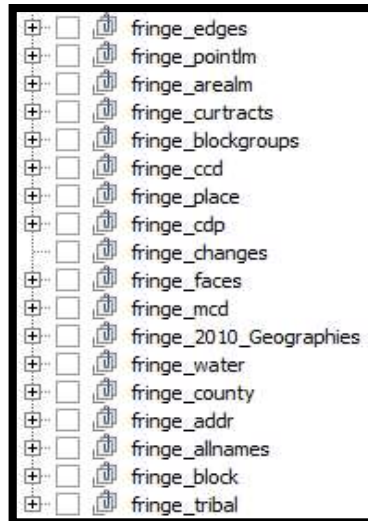 fringe_edges
fringe_pointlm
fringe_arealm
fringe_curtracts
fringe_blockgroups
fringe_ccd
fringe_place
fringe_cdp
fringe_changes
fringe_faces
fringe_mcd
fringe_2010_Geographies
fringe_water
fringe_county
fringe_addr
fringe_allnames
fringe_block
fringe_tribal